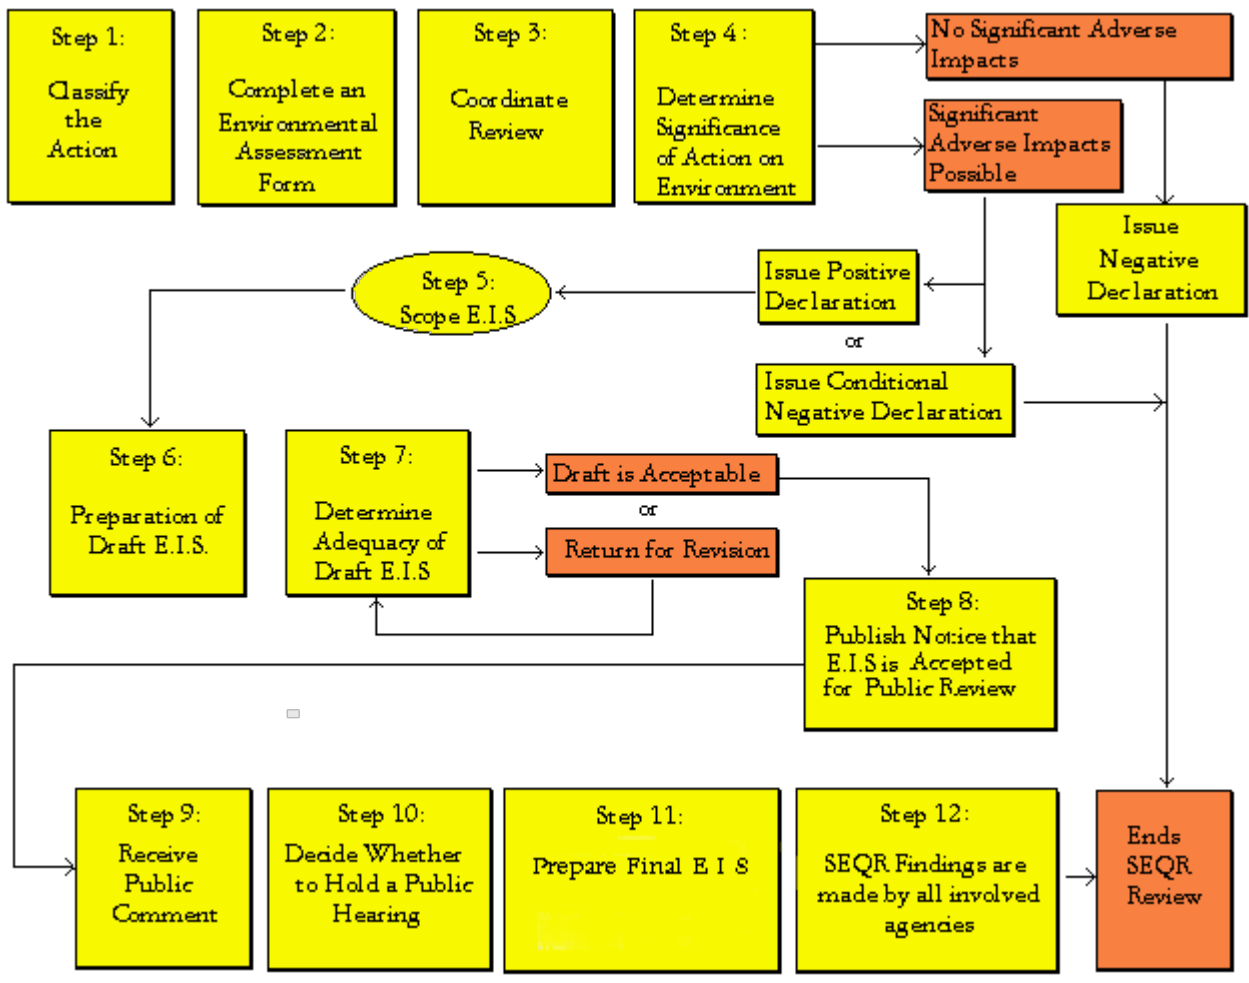 Step 1:
Classify
the
Action
Step 2:
Complete an
Environmental
Assessment
Form
Step 3:
Coordinate
Review
Step 4:
Determine
Significance
of Action on
Environment
No Significant Adverse
Impacts
Significant
Adverse Impacts
Possible
Issue
Negative
Declaration
Issue Positive
Declaration
or
Issue Conditional
Negative Declaration
Step 5:
Scope E.I.S
Step 6:
Preparation of
Draft E.I.S.
Step 7:
Determine
Adequacy of
Draft E.I.S
Draft is Acceptable
or
Return for Revision
Step 8:
Publish Notice that
E.I.S is Accepted
for Public Review
Step 9:
Receive
Public
Comment
Step 10:
Decide Whether
to Hold a Public
Hearing
Step 11:
Prepare Final E I S
Step 12:
SEQR Findings are
made by all involved
agencies
Ends
SEQR
Review